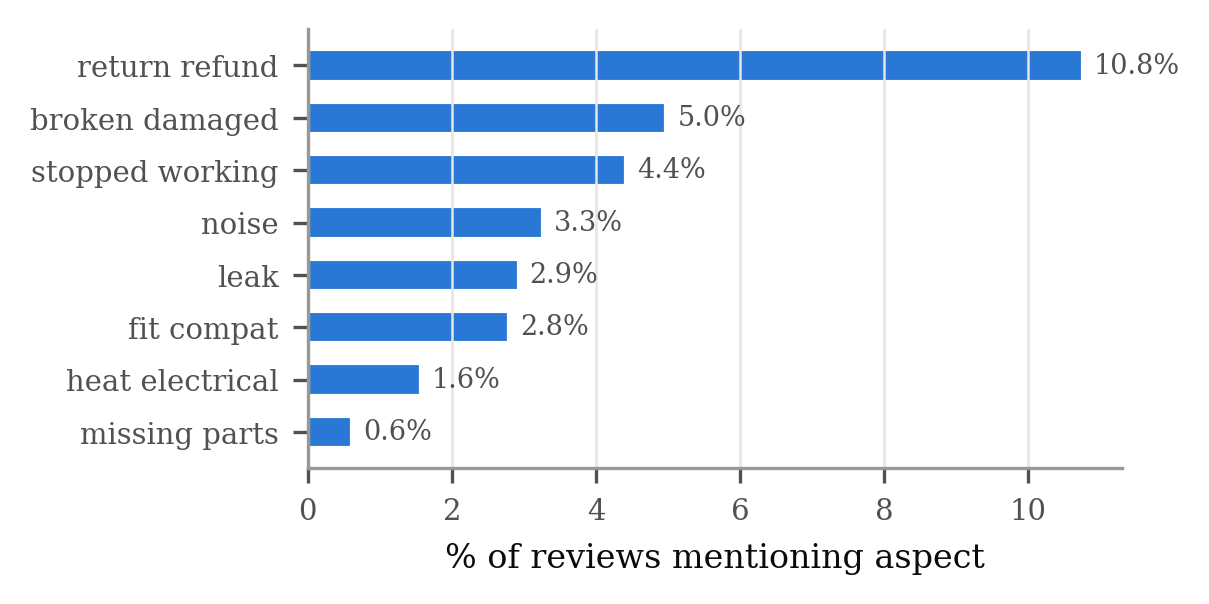 return refund 10.8%
broken damaged 5.0%
stopped working 4.4%
noise 3.3%
leak 2.9%
fit compat 2.8%
heat electrical 1.6%
missing parts 0.6%
0 2 4 6 8 10
% of reviews mentioning aspect